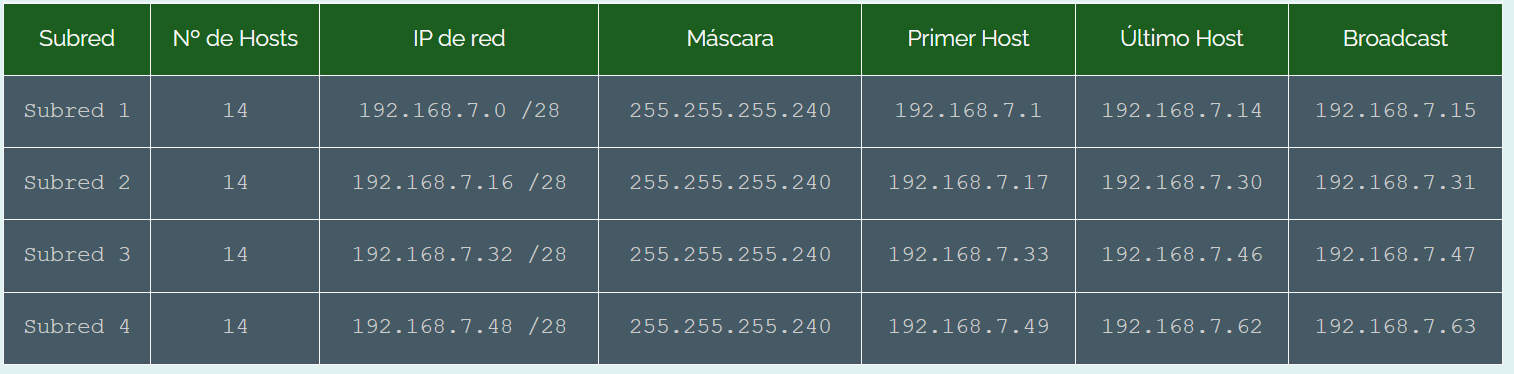 Subred Nº de Hosts IP de red Máscara Primer Host Último Host Broadcast
Subred 1 14 192.168.7.0 /28 255.255.255.240 192.168.7.1 192.168.7.14 192.168.7.15
Subred 2 14 192.168.7.16 /28 255.255.255.240 192.168.7.17 192.168.7.30 192.168.7.31
Subred 3 14 192.168.7.32 /28 255.255.255.240 192.168.7.33 192.168.7.46 192.168.7.47
Subred 4 14 192.168.7.48 /28 255.255.255.240 192.168.7.49 192.168.7.62 192.168.7.63